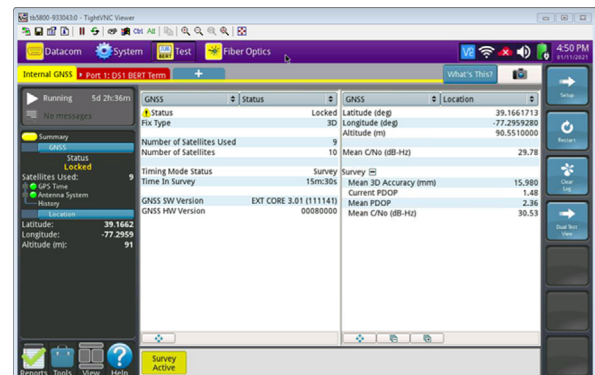 tb5800-933043:0 - TightVNC Viewer
Ctrl Alt
Datacom System Test Fiber Optics V2 4:50 PM
BERT 01/11/2021
Internal GNSS Port 1: DS1 BERT Term + What's This?
Running 5d 2h:36m
No messages
Summary
GNSS
Status
Locked
Satellites Used: 9
GPS Time
Antenna System
History
Location
Latitude: 39.1662
Longitude: -77.2959
Altitude (m): 91
GNSS Status
Status Locked
Fix Type 3D
Number of Satellites Used 9
Number of Satellites 10
Timing Mode Status Survey
Time In Survey 15m:30s
GNSS SW Version EXT CORE 3.01 (111141)
GNSS HW Version 00080000
GNSS Location
Latitude (deg) 39.1661713
Longitude (deg) -77.2959280
Altitude (m) 90.5510000
Mean C/No (dB-Hz) 29.78
Survey
Mean 3D Accuracy (mm) 15.980
Current PDOP 1.48
Mean PDOP 2.36
Mean C/No (dB-Hz) 30.53
Setup
Restart
Clear
Log
Dual Test
View
Reports Tools View Help
Survey
Active